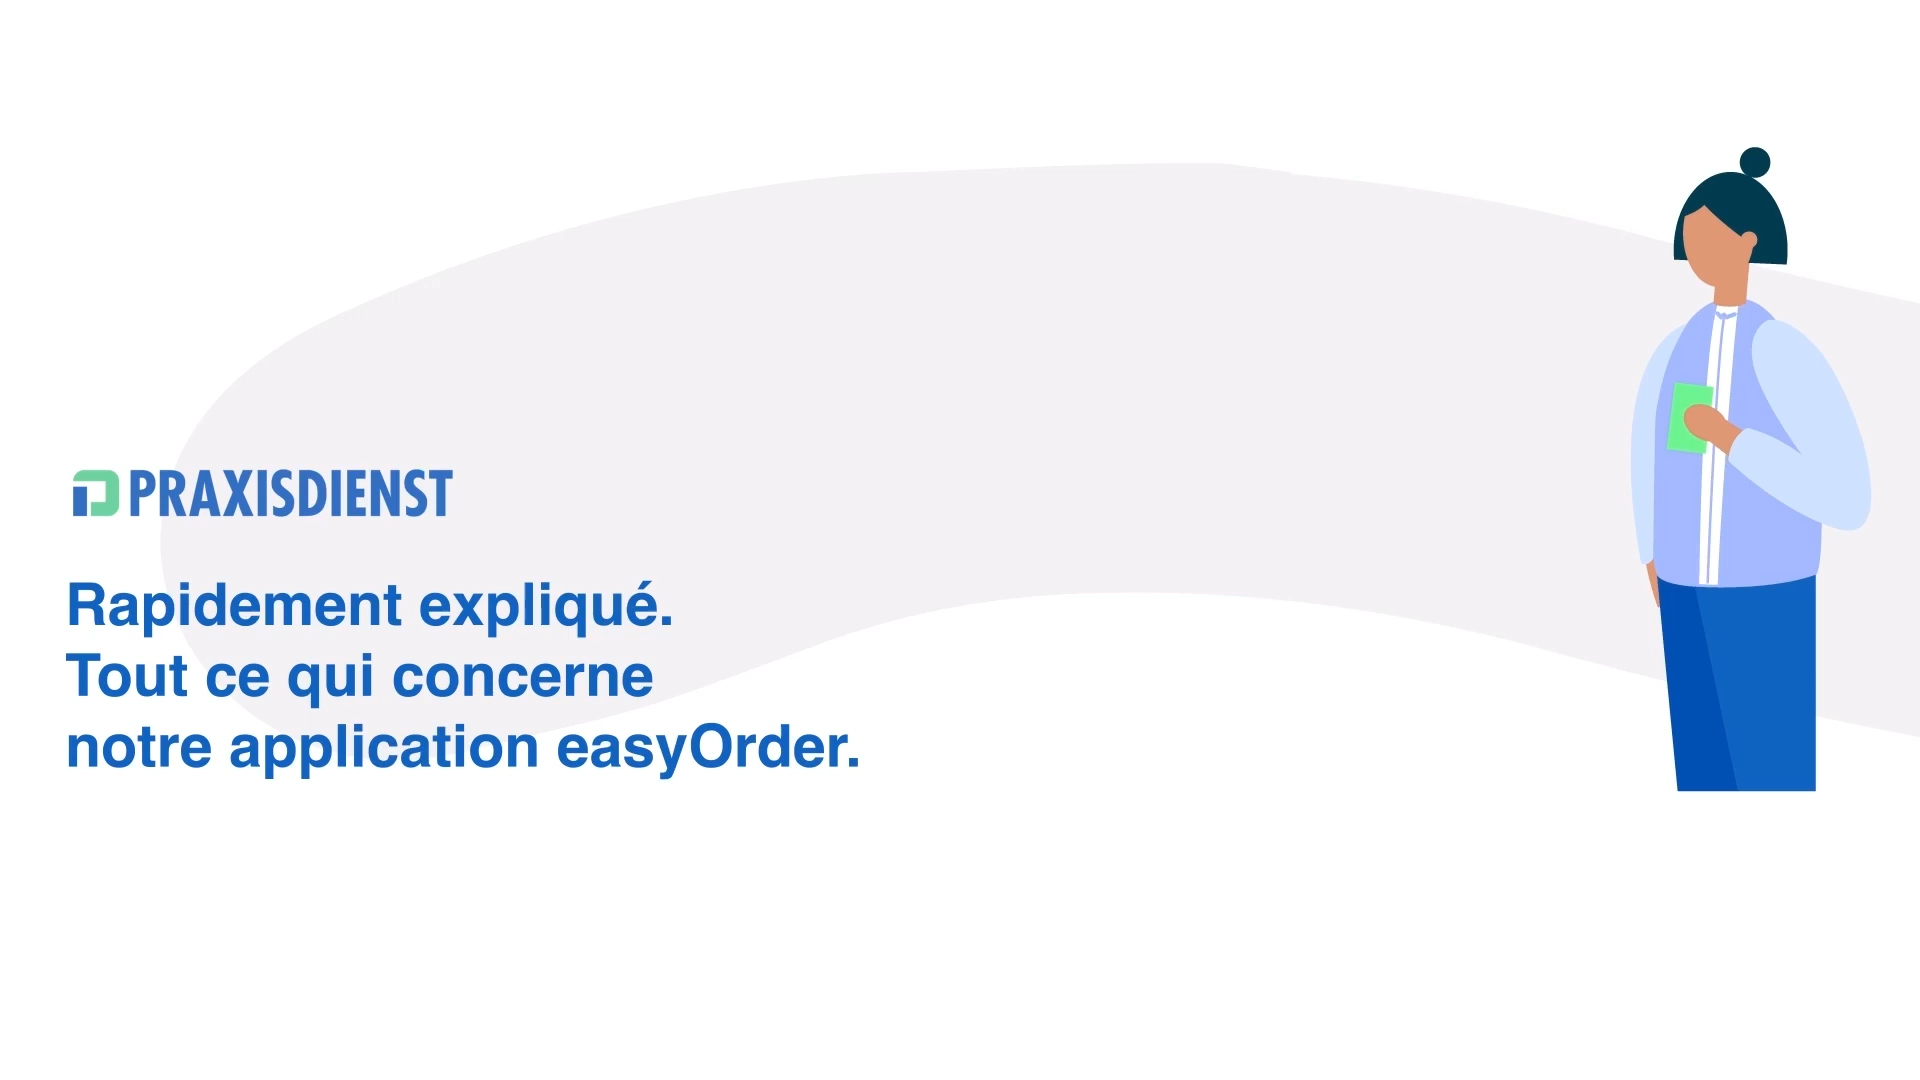 PRAXISDIENST
Rapidement expliqué.
Tout ce qui concerne
notre application easyOrder.